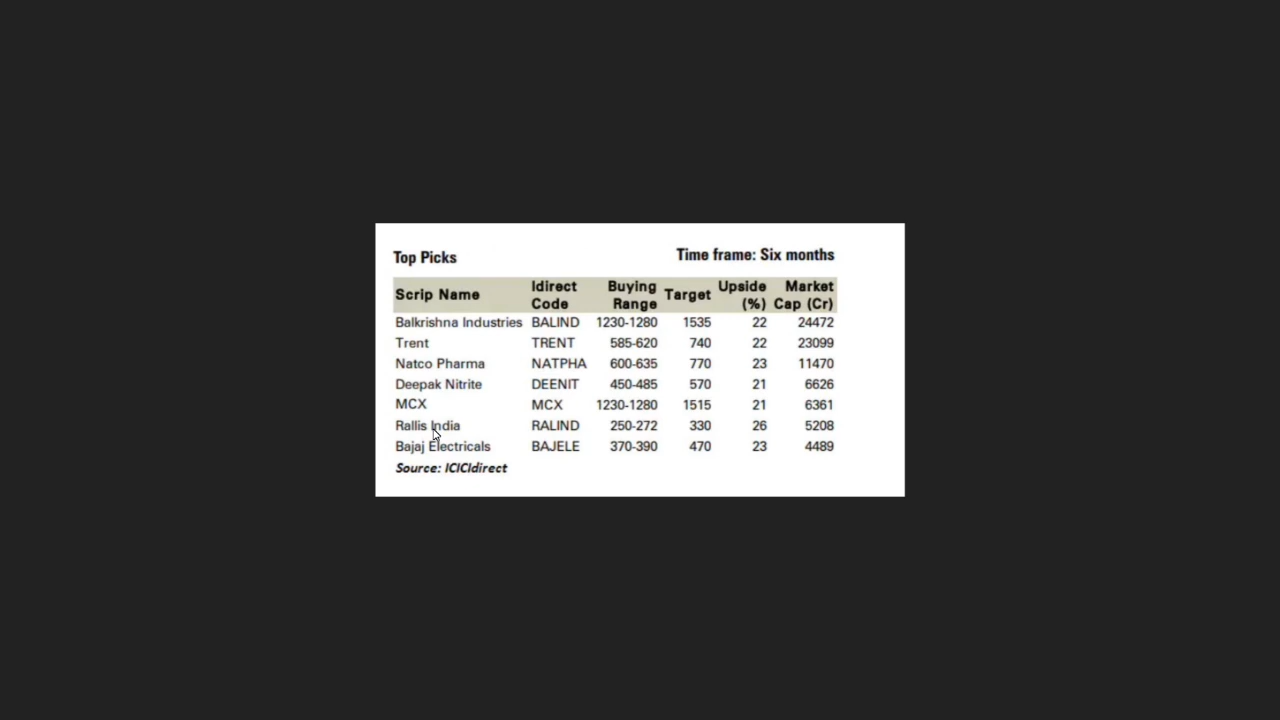 Top Picks Time frame: Six months
Scrip Name Idirect Code Buying Range Target Upside (%) Market Cap (Cr)
Balkrishna Industries BALIND 1230-1280 1535 22 24472
Trent TRENT 585-620 740 22 23099
Natco Pharma NATPHA 600-635 770 23 11470
Deepak Nitrite DEENIT 450-485 570 21 6626
MCX MCX 1230-1280 1515 21 6361
Rallis India RALIND 250-272 330 26 5208
Bajaj Electricals BAJELE 370-390 470 23 4489
Source: ICICIdirect